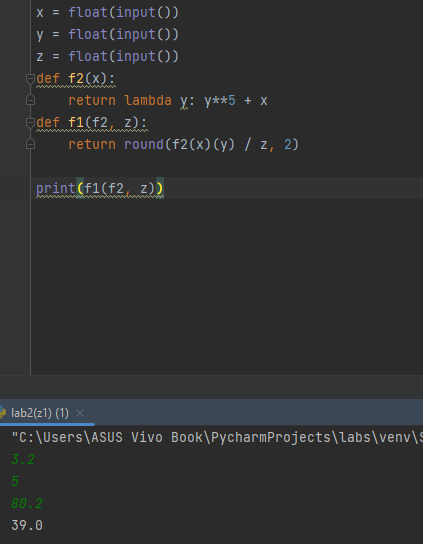 x = float(input())
y = float(input())
z = float(input())
def f2(x):
    return lambda y: y**5 + x
def f1(f2, z):
    return round(f2(x)(y) / z, 2)
print(f1(f2, z))
lab2(z1) (1) ×
"C:\Users\ASUS Vivo Book\PycharmProjects\labs\venv\S
3.2
5
80.2
39.0